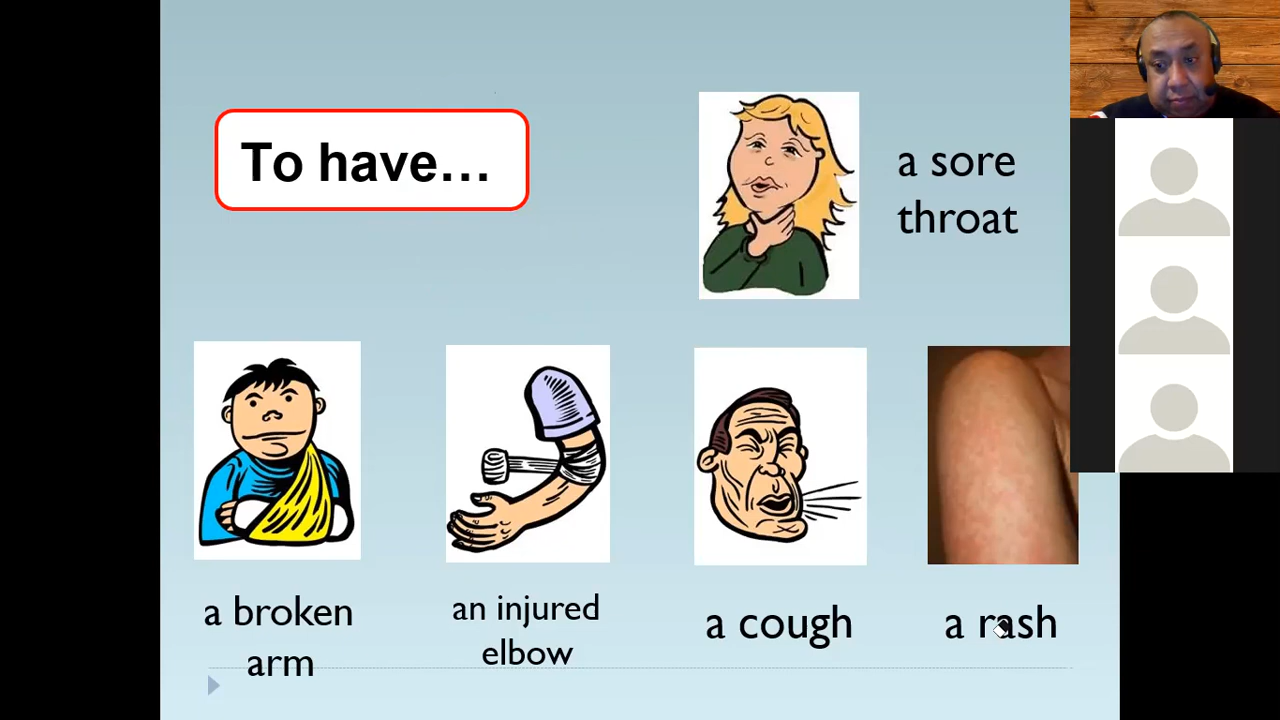 To have...
a sore
throat
a broken
arm
an injured
elbow
a cough
a rash